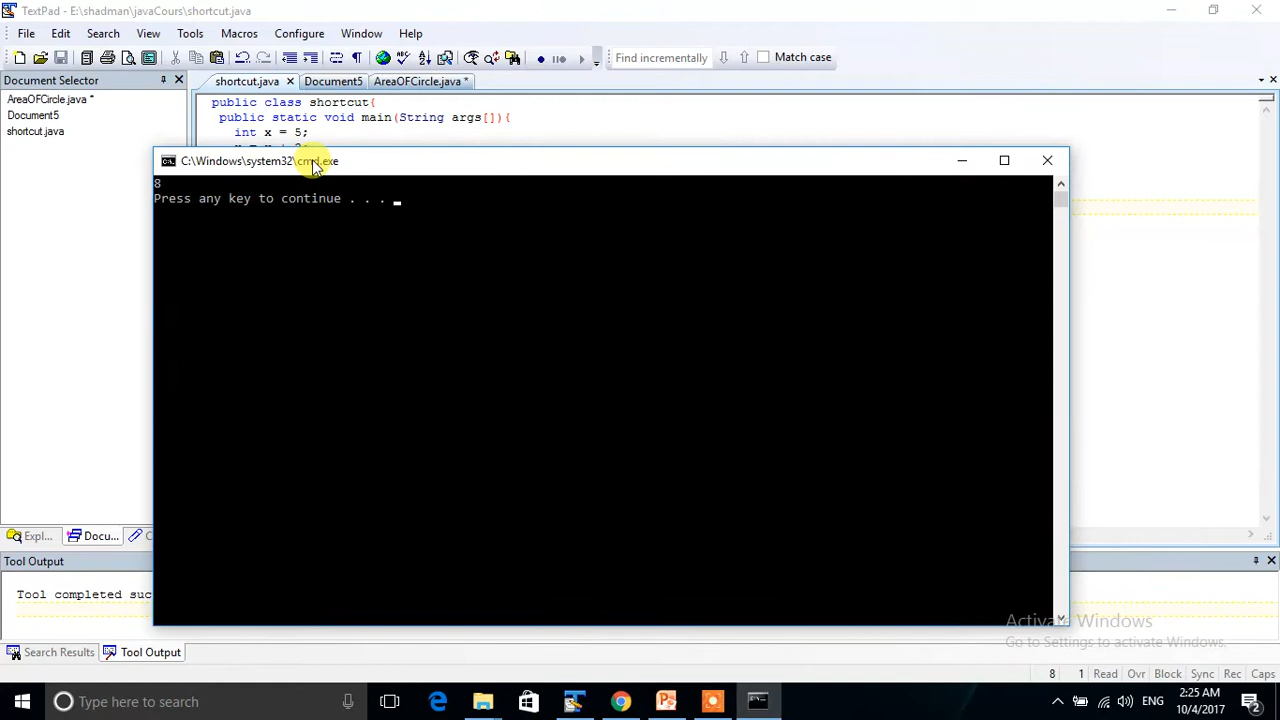 TextPad - E:\shadman\javaCours\shortcut.java
File Edit Search View Tools Macros Configure Window Help
Find incrementally Match case
Document Selector
shortcut.java Document5 AreaOFCircle.java *
AreaOFCircle.java *
Document5
shortcut.java
public class shortcut{
public static void main(String args[]){
int x = 5;
C:\Windows\system32\cmd.exe
8
Press any key to continue . . .
Expl... Docu...
Tool Output
Tool completed suc
Activate Windows
Go to Settings to activate Windows.
Search Results Tool Output
8 1 Read Ovr Block Sync Rec Caps
Type here to search
ENG
2:25 AM
10/4/2017
2